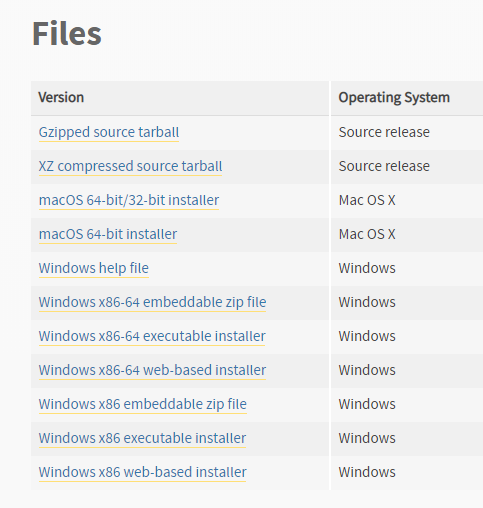 Files
Version Operating System
Gzipped source tarball Source release
XZ compressed source tarball Source release
macOS 64-bit/32-bit installer Mac OS X
macOS 64-bit installer Mac OS X
Windows help file Windows
Windows x86-64 embeddable zip file Windows
Windows x86-64 executable installer Windows
Windows x86-64 web-based installer Windows
Windows x86 embeddable zip file Windows
Windows x86 executable installer Windows
Windows x86 web-based installer Windows